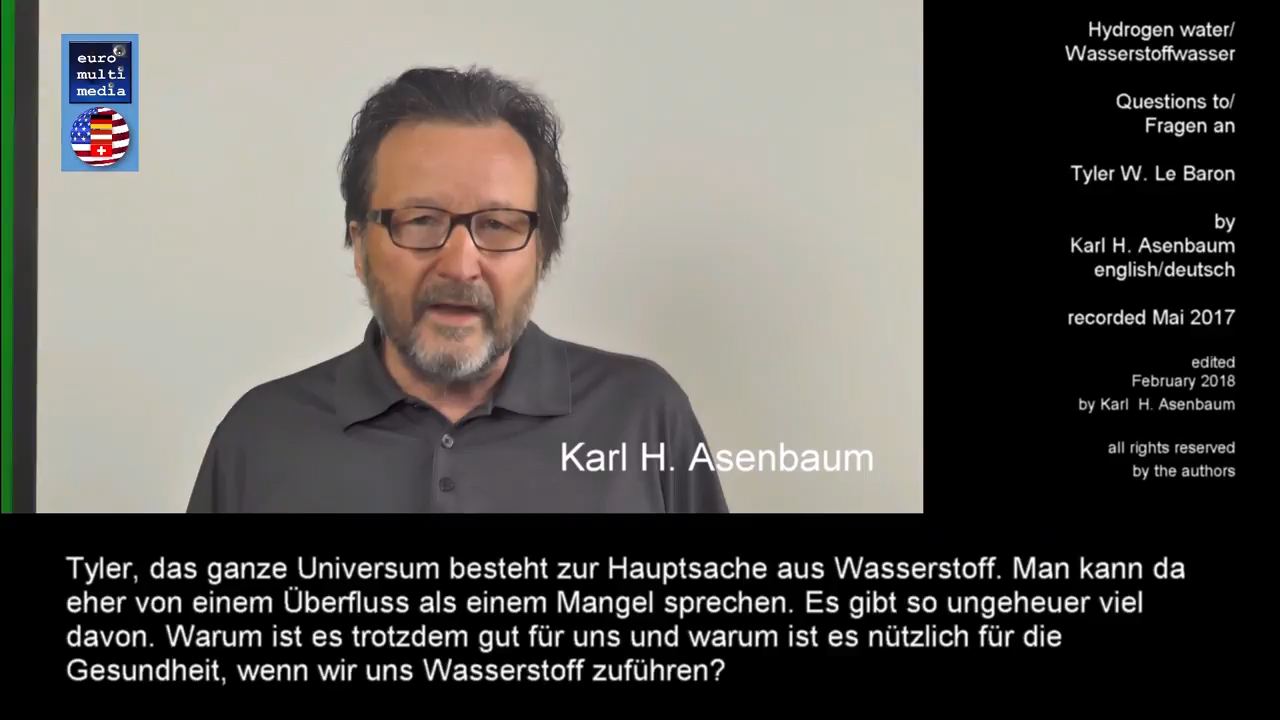 euro
multi
media
Hydrogen water/
Wasserstoffwasser
Questions to/
Fragen an
Tyler W. Le Baron
by
Karl H. Asenbaum
english/deutsch
recorded Mai 2017
edited
February 2018
by Karl H. Asenbaum
all rights reserved
by the authors
Karl H. Asenbaum
Tyler, das ganze Universum besteht zur Hauptsache aus Wasserstoff. Man kann da
eher von einem Überfluss als einem Mangel sprechen. Es gibt so ungeheuer viel
davon. Warum ist es trotzdem gut für uns und warum ist es nützlich für die
Gesundheit, wenn wir uns Wasserstoff zuführen?